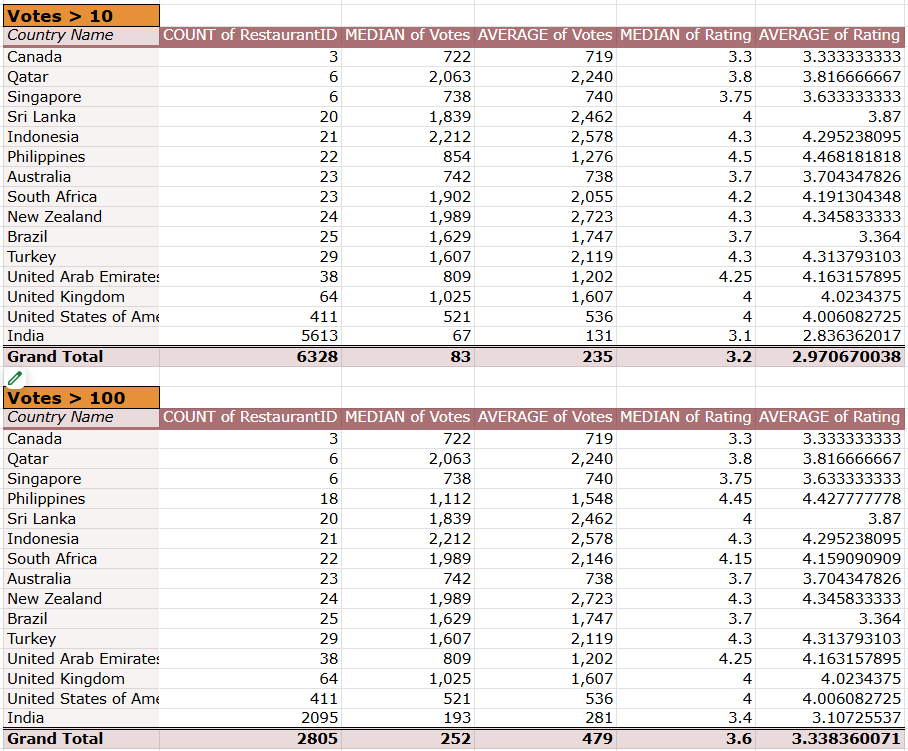 Votes > 10
Country Name COUNT of RestaurantID MEDIAN of Votes AVERAGE of Votes MEDIAN of Rating AVERAGE of Rating
Canada 3 722 719 3.3 3.333333333
Qatar 6 2,063 2,240 3.8 3.816666667
Singapore 6 738 740 3.75 3.633333333
Sri Lanka 20 1,839 2,462 4 3.87
Indonesia 21 2,212 2,578 4.3 4.295238095
Philippines 22 854 1,276 4.5 4.468181818
Australia 23 742 738 3.7 3.704347826
South Africa 23 1,902 2,055 4.2 4.191304348
New Zealand 24 1,989 2,723 4.3 4.345833333
Brazil 25 1,629 1,747 3.7 3.364
Turkey 29 1,607 2,119 4.3 4.313793103
United Arab Emirates 38 809 1,202 4.25 4.163157895
United Kingdom 64 1,025 1,607 4 4.0234375
United States of Ame 411 521 536 4 4.006082725
India 5613 67 131 3.1 2.836362017
Grand Total 6328 83 235 3.2 2.970670038
Votes > 100
Country Name COUNT of RestaurantID MEDIAN of Votes AVERAGE of Votes MEDIAN of Rating AVERAGE of Rating
Canada 3 722 719 3.3 3.333333333
Qatar 6 2,063 2,240 3.8 3.816666667
Singapore 6 738 740 3.75 3.633333333
Philippines 18 1,112 1,548 4.45 4.427777778
Sri Lanka 20 1,839 2,462 4 3.87
Indonesia 21 2,212 2,578 4.3 4.295238095
South Africa 22 1,989 2,146 4.15 4.159090909
Australia 23 742 738 3.7 3.704347826
New Zealand 24 1,989 2,723 4.3 4.345833333
Brazil 25 1,629 1,747 3.7 3.364
Turkey 29 1,607 2,119 4.3 4.313793103
United Arab Emirates 38 809 1,202 4.25 4.163157895
United Kingdom 64 1,025 1,607 4 4.0234375
United States of Ame 411 521 536 4 4.006082725
India 2095 193 281 3.4 3.10725537
Grand Total 2805 252 479 3.6 3.338360071